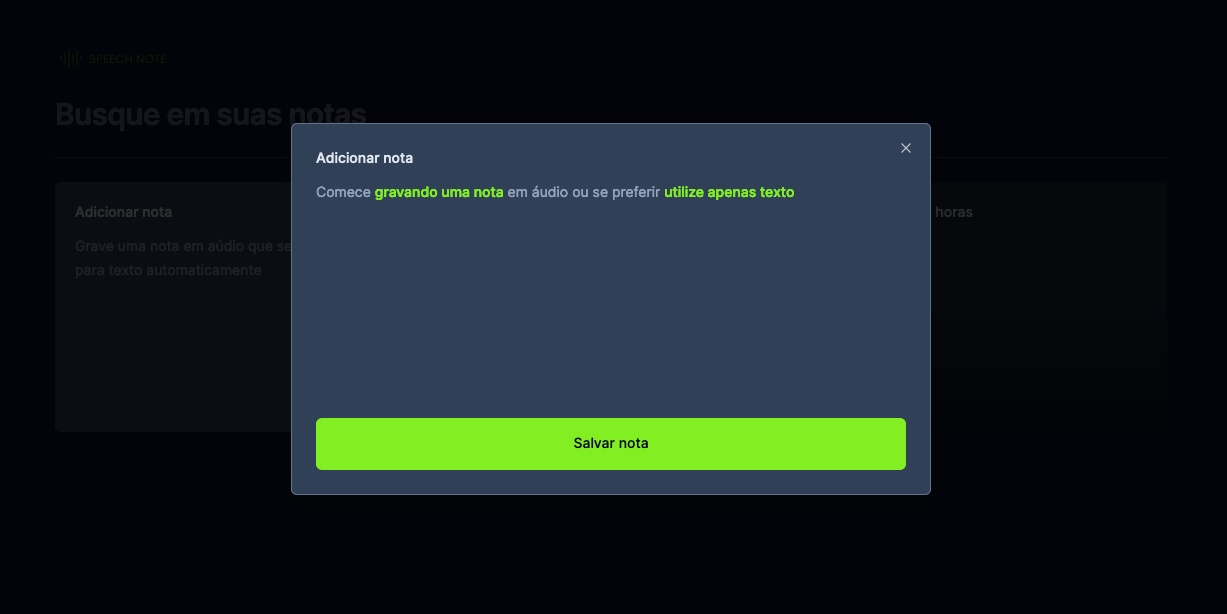 SPEECH NOTE
Busque em suas notas
Adicionar nota
Grave uma nota em aúdio que se
para texto automaticamente
horas
Adicionar nota
Comece gravando uma nota em áudio ou se preferir utilize apenas texto
Salvar nota